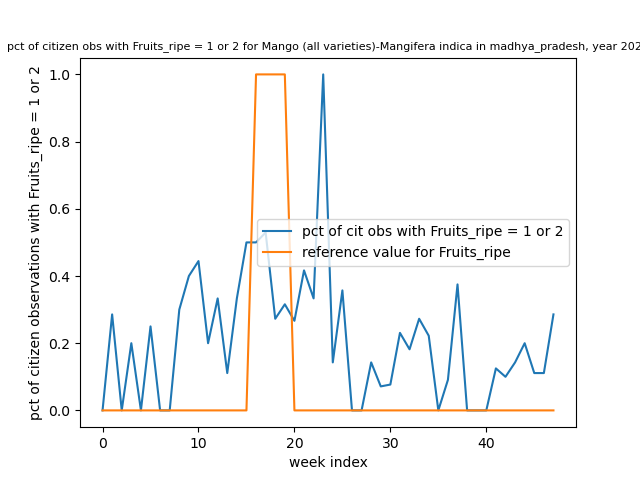 pct of citizen obs with Fruits_ripe = 1 or 2 for Mango (all varieties)-Mangifera indica in madhya_pradesh, year 202
pct of citizen observations with Fruits_ripe = 1 or 2
1.0
0.8
0.6
0.4
0.2
0.0
pct of cit obs with Fruits_ripe = 1 or 2
reference value for Fruits_ripe
0 10 20 30 40
week index